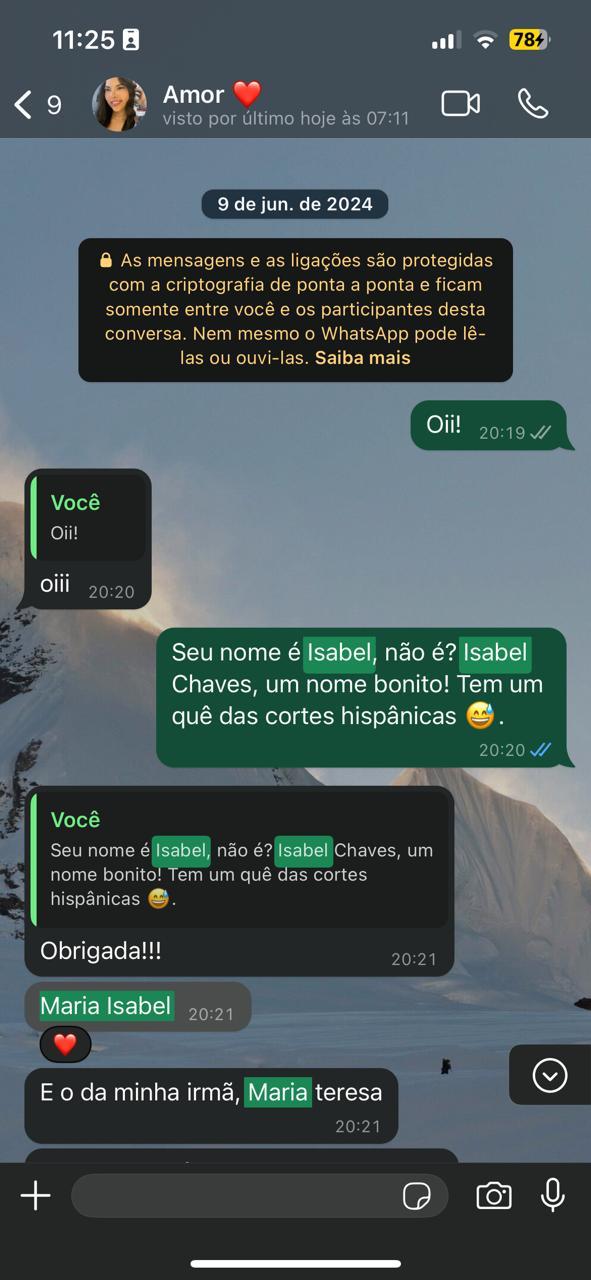 11:25
78
9
Amor ❤️
visto por último hoje às 07:11
9 de jun. de 2024
As mensagens e as ligações são protegidas
com a criptografia de ponta a ponta e ficam
somente entre você e os participantes desta
conversa. Nem mesmo o WhatsApp pode lê-
las ou ouvi-las. Saiba mais
Oii! 20:19
Você
Oii!
oiii 20:20
Seu nome é Isabel, não é? Isabel
Chaves, um nome bonito! Tem um
quê das cortes hispânicas 😅.
20:20
Você
Seu nome é Isabel, não é? Isabel Chaves, um
nome bonito! Tem um quê das cortes
hispânicas 😅.
Obrigada!!! 20:21
Maria Isabel 20:21
❤️
E o da minha irmã, Maria teresa
20:21